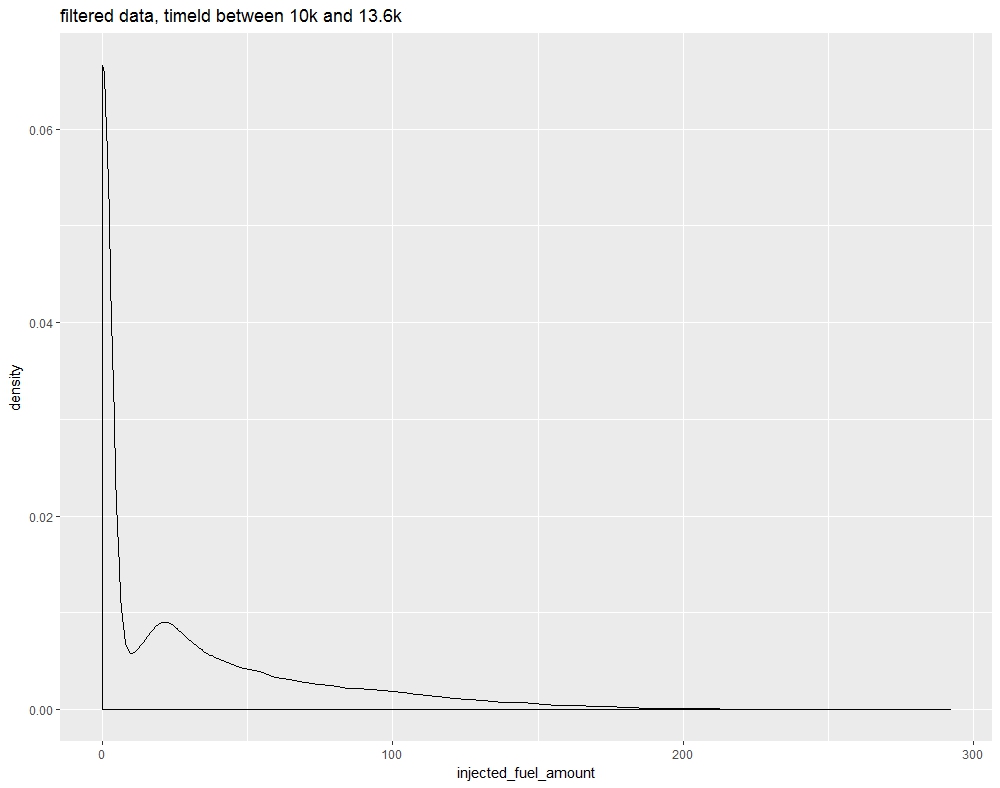 filtered data, timeId between 10k and 13.6k
0.06
0.04
0.02
0.00
density
0
100
200
300
injected_fuel_amount